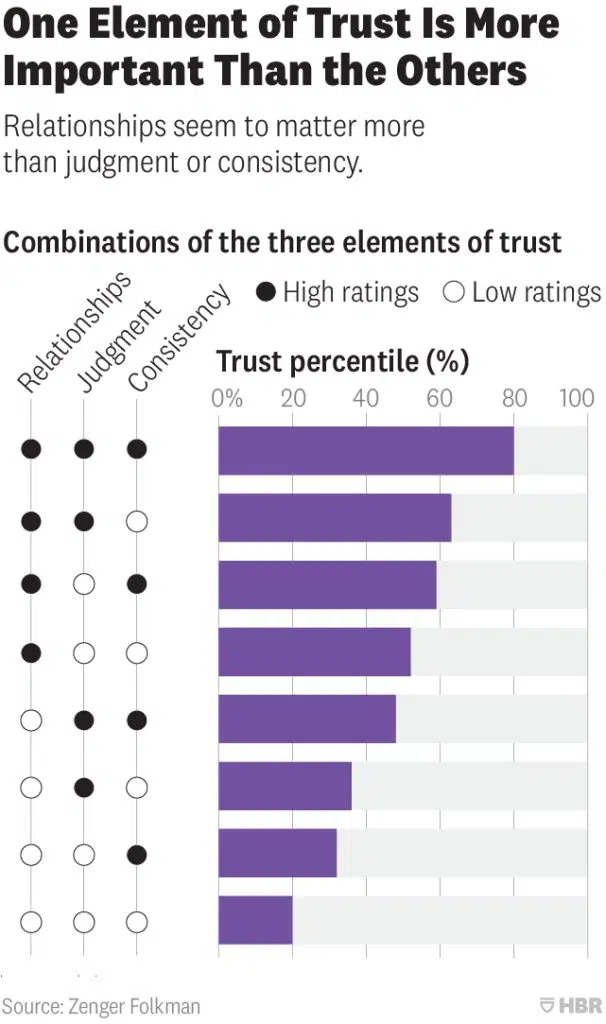 One Element of Trust Is More
Important Than the Others
Relationships seem to matter more
than judgment or consistency.
Combinations of the three elements of trust
Relationships
Judgment
Consistency
High ratings
Low ratings
Trust percentile (%)
0% 20 40 60 80 100
Source: Zenger Folkman
HBR